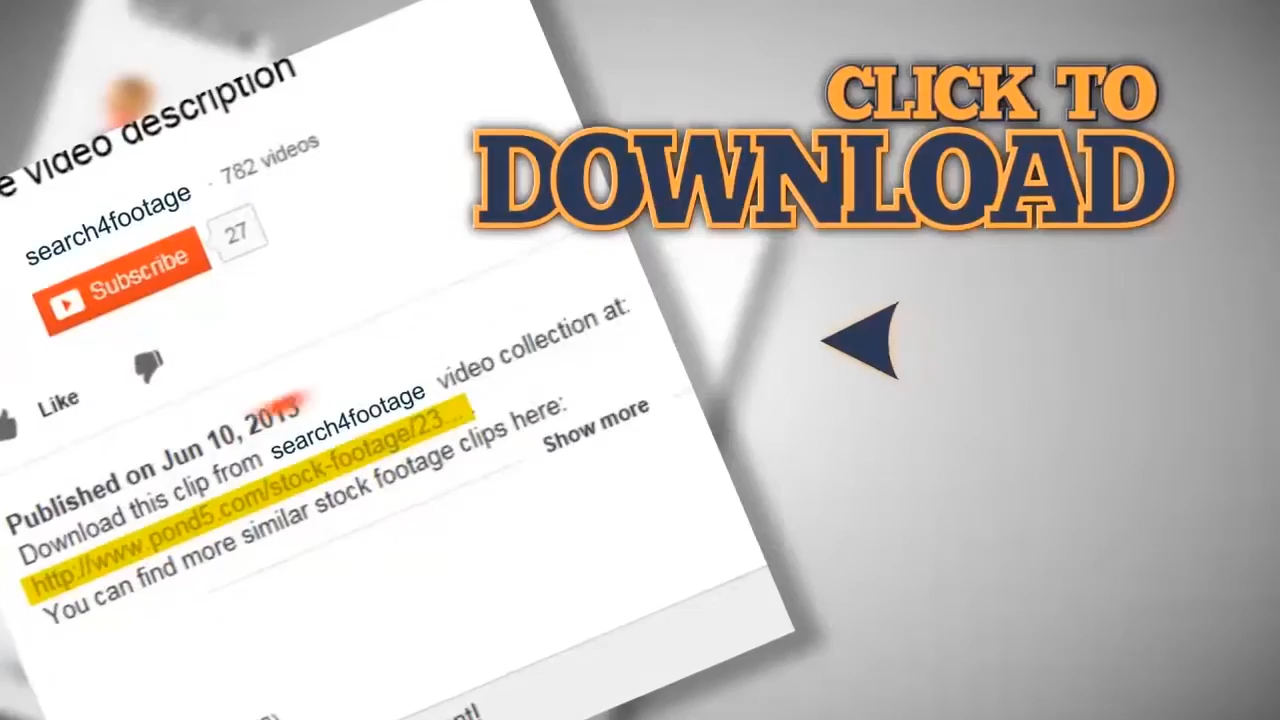 e video description
search4footage · 782 videos
Subscribe 27
Like
Published on Jun 10, 2013
Download this clip from search4footage video collection at:
http://www.pond5.com/stock-footage/23...
You can find more similar stock footage clips here:
Show more
CLICK TO
DOWNLOAD